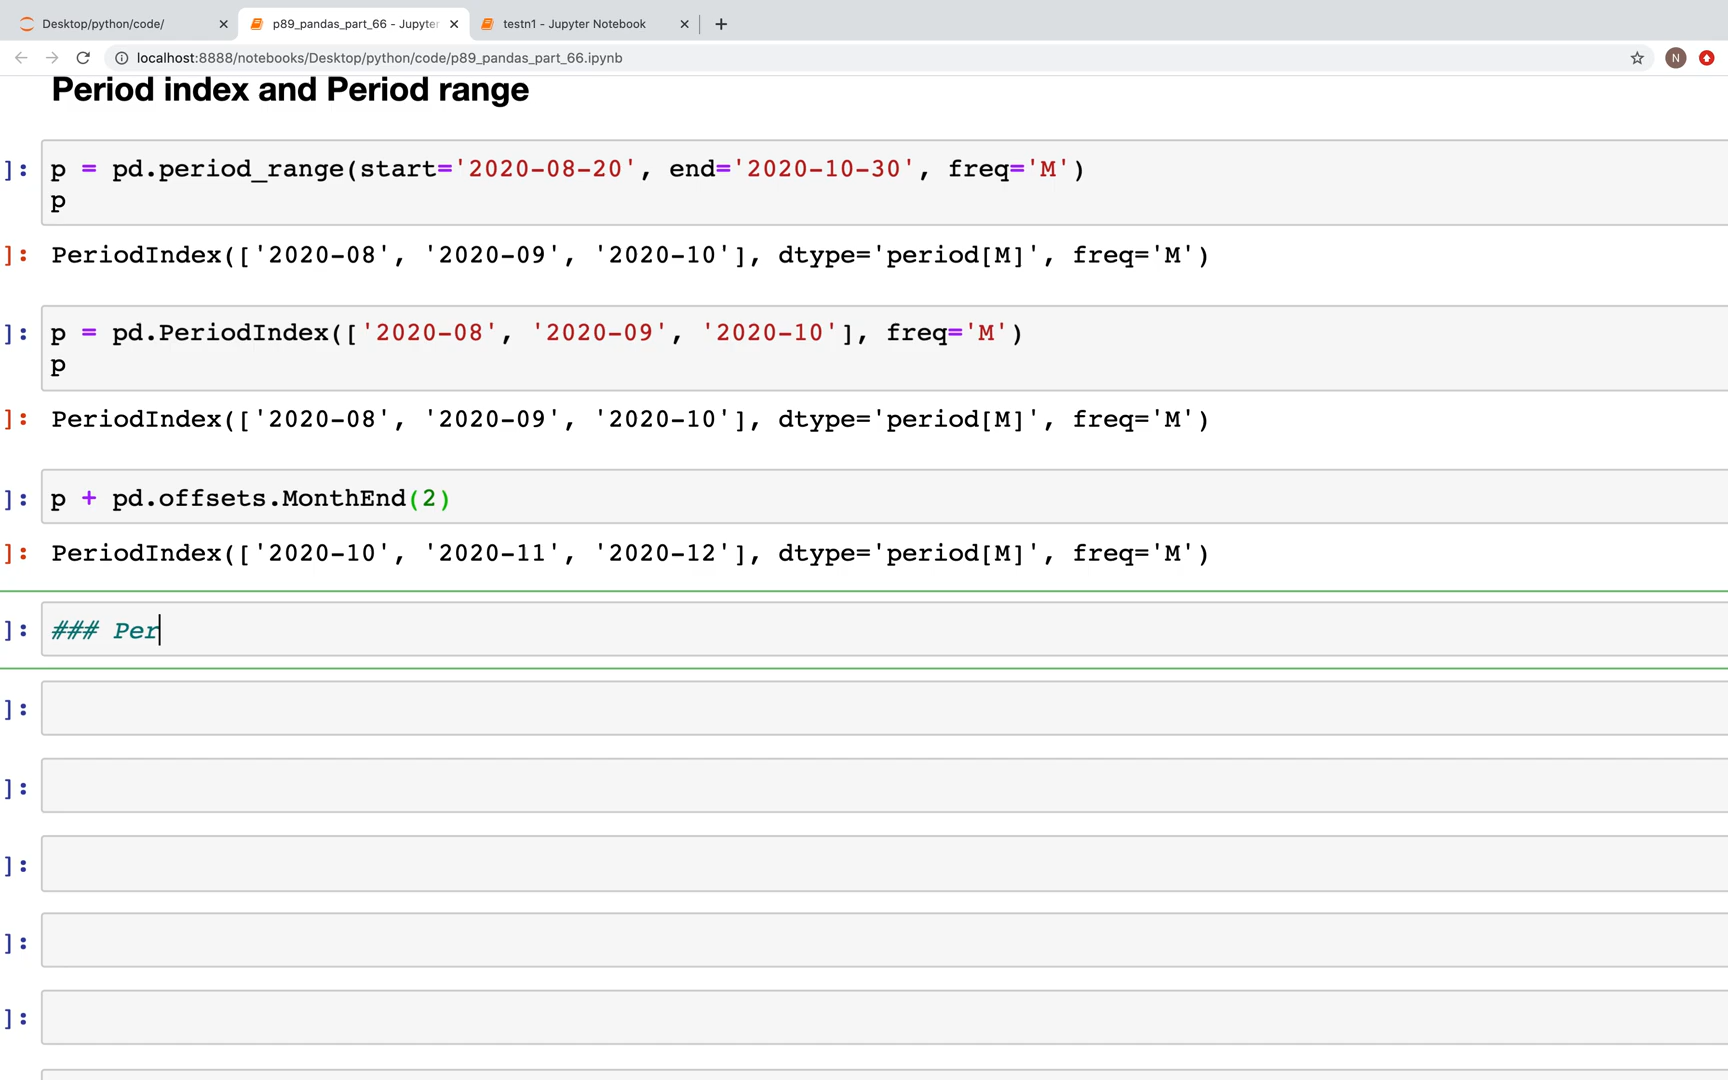 Desktop/python/code/
p89_pandas_part_66 - Jupyter
testn1 - Jupyter Notebook
localhost:8888/notebooks/Desktop/python/code/p89_pandas_part_66.ipynb
N
Period index and Period range
]: p = pd.period_range(start='2020-08-20', end='2020-10-30', freq='M')
p
]: PeriodIndex(['2020-08', '2020-09', '2020-10'], dtype='period[M]', freq='M')
]: p = pd.PeriodIndex(['2020-08', '2020-09', '2020-10'], freq='M')
p
]: PeriodIndex(['2020-08', '2020-09', '2020-10'], dtype='period[M]', freq='M')
]: p + pd.offsets.MonthEnd(2)
]: PeriodIndex(['2020-10', '2020-11', '2020-12'], dtype='period[M]', freq='M')
]: ### Per
]:
]:
]:
]:
]: